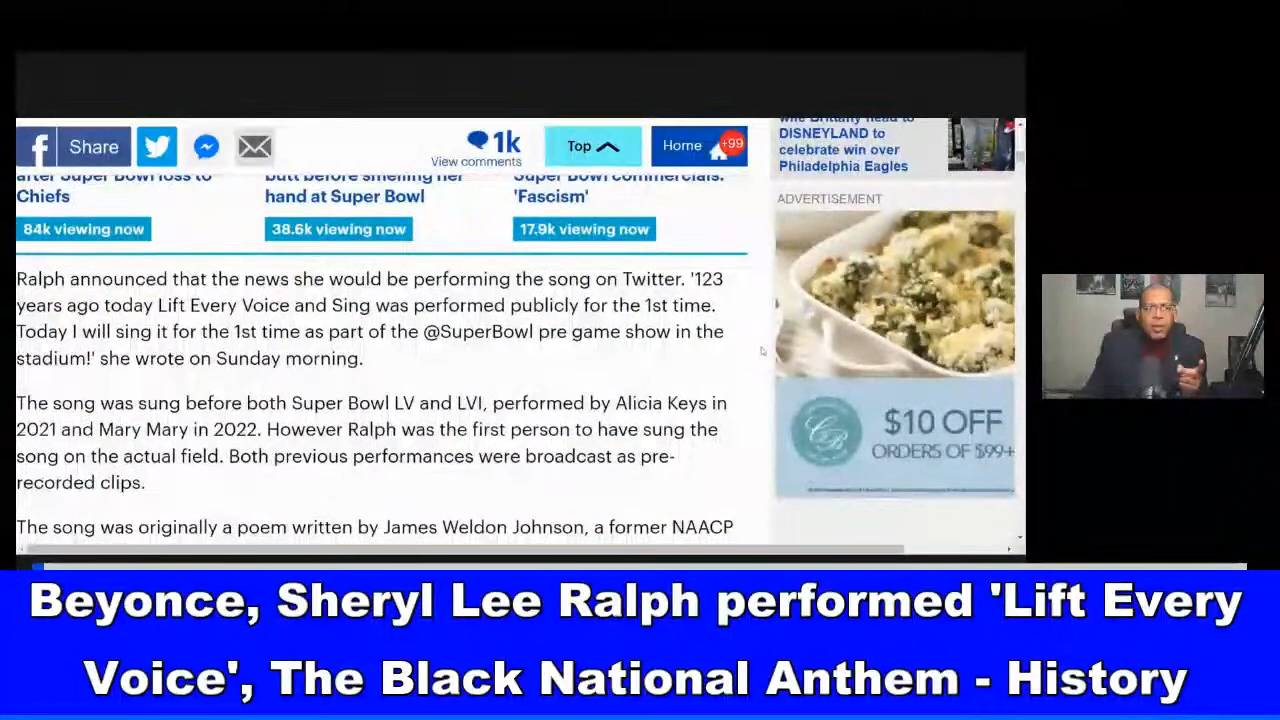 Share
1k
View comments
Top
Home
+99
after Super Bowl loss to
Chiefs
84k viewing now
butt before smelling her
hand at Super Bowl
38.6k viewing now
Super Bowl commercials:
'Fascism'
17.9k viewing now
Ralph announced that the news she would be performing the song on Twitter. '123
years ago today Lift Every Voice and Sing was performed publicly for the 1st time.
Today I will sing it for the 1st time as part of the @SuperBowl pre game show in the
stadium!' she wrote on Sunday morning.
The song was sung before both Super Bowl LV and LVI, performed by Alicia Keys in
2021 and Mary Mary in 2022. However Ralph was the first person to have sung the
song on the actual field. Both previous performances were broadcast as pre-
recorded clips.
The song was originally a poem written by James Weldon Johnson, a former NAACP
wife Brittany head to
DISNEYLAND to
celebrate win over
Philadelphia Eagles
ADVERTISEMENT
CB
$10 OFF
ORDERS OF $99+
Beyonce, Sheryl Lee Ralph performed 'Lift Every
Voice', The Black National Anthem - History